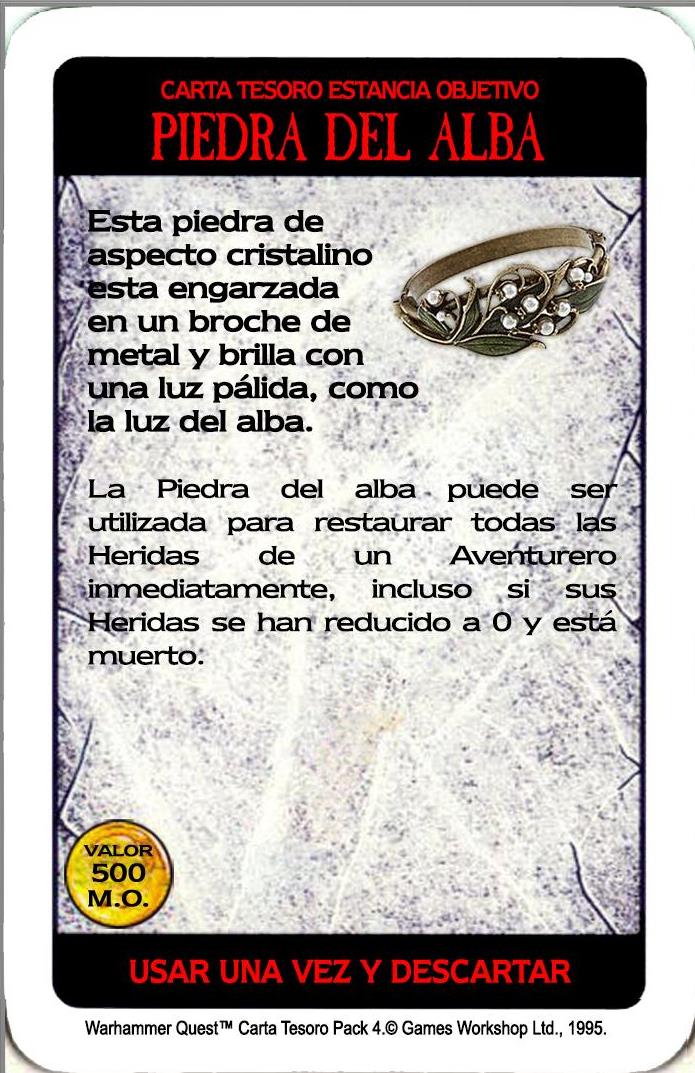 CARTA TESORO ESTANCIA OBJETIVO
PIEDRA DEL ALBA
Esta piedra de
aspecto cristalino
esta engarzada
en un broche de
metal y brilla con
una luz pálida, como
la luz del alba.
La Piedra del alba puede ser
utilizada para restaurar todas las
Heridas de un Aventurero
inmediatamente, incluso si sus
Heridas se han reducido a 0 y está
muerto.
VALOR
500
M.O.
USAR UNA VEZ Y DESCARTAR
Warhammer Quest™ Carta Tesoro Pack 4.© Games Workshop Ltd., 1995.